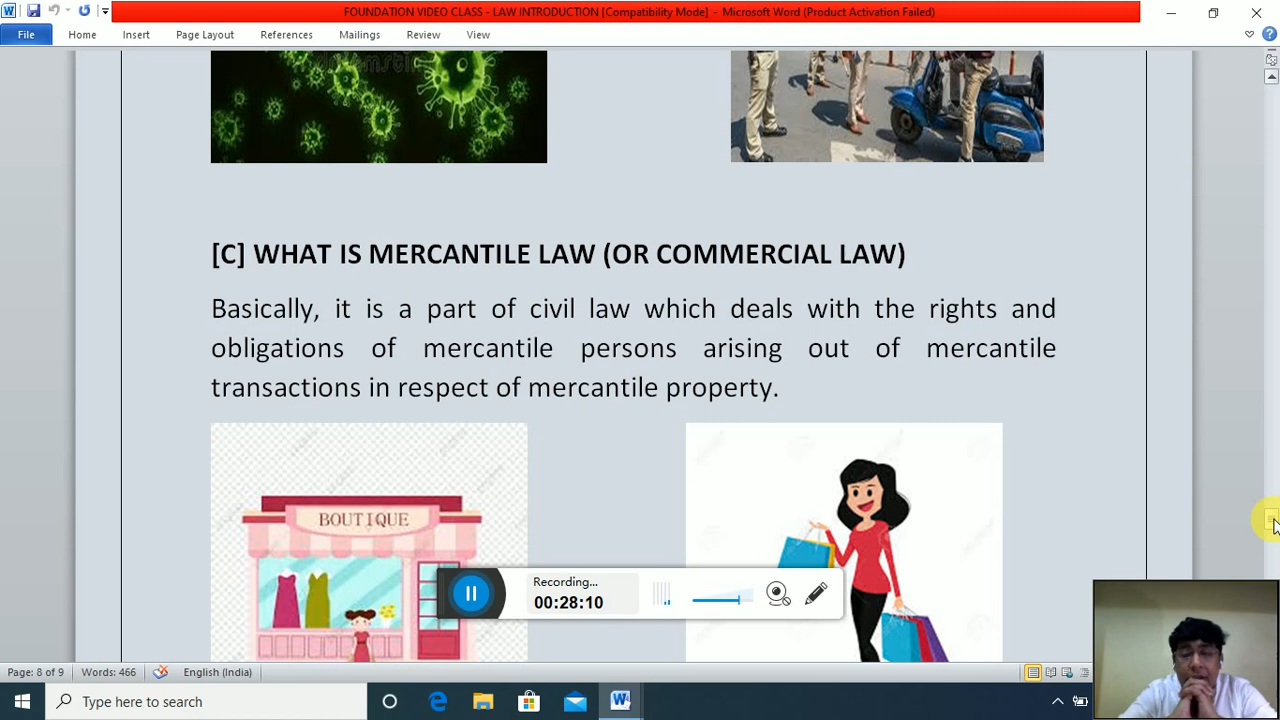 FOUNDATION VIDEO CLASS - LAW INTRODUCTION [Compatibility Mode] - Microsoft Word (Product Activation Failed)
File Home Insert Page Layout References Mailings Review View
[C] WHAT IS MERCANTILE LAW (OR COMMERCIAL LAW)
Basically, it is a part of civil law which deals with the rights and
obligations of mercantile persons arising out of mercantile
transactions in respect of mercantile property.
BOUTIQUE
Recording...
00:28:10
Page: 8 of 9 Words: 466 English (India)
Type here to search